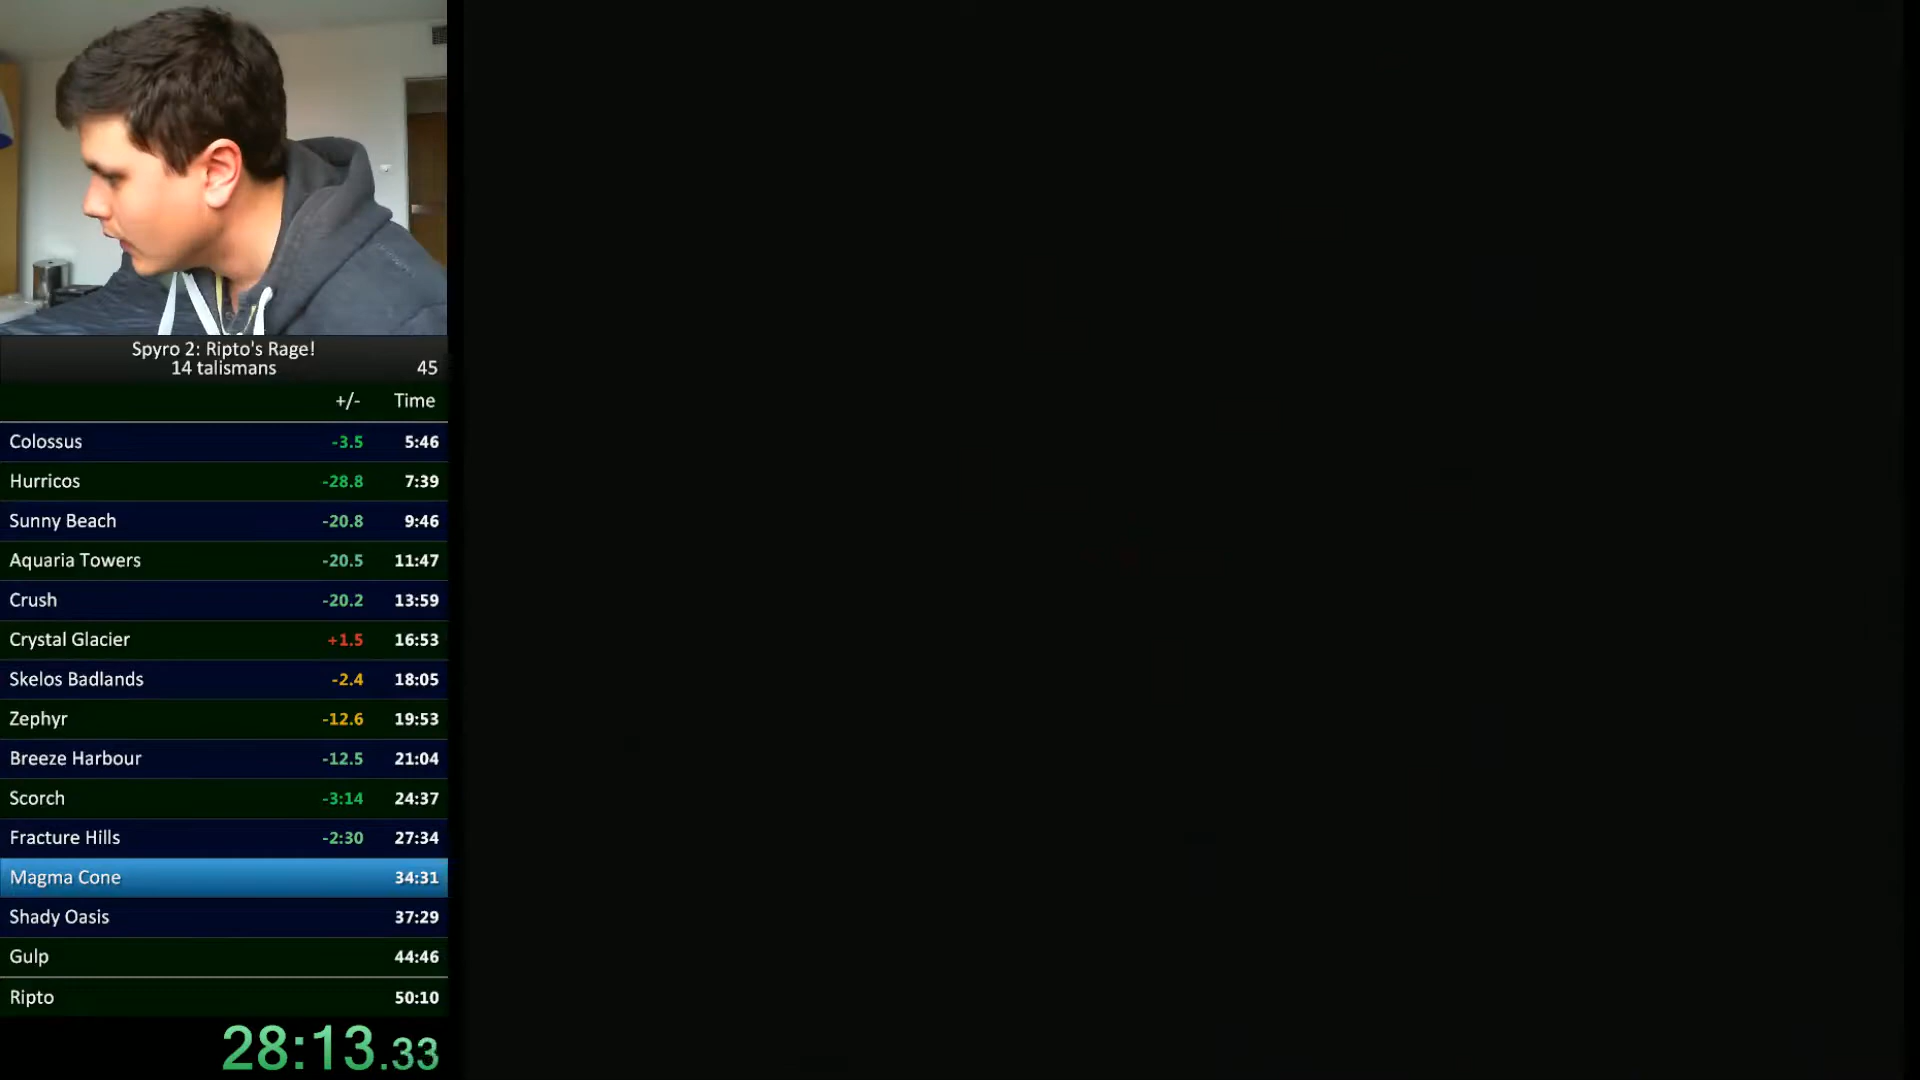 Spyro 2: Ripto's Rage!
14 talismans 45
+/- Time
Colossus -3.5 5:46
Hurricos -28.8 7:39
Sunny Beach -20.8 9:46
Aquaria Towers -20.5 11:47
Crush -20.2 13:59
Crystal Glacier +1.5 16:53
Skelos Badlands -2.4 18:05
Zephyr -12.6 19:53
Breeze Harbour -12.5 21:04
Scorch -3:14 24:37
Fracture Hills -2:30 27:34
Magma Cone 34:31
Shady Oasis 37:29
Gulp 44:46
Ripto 50:10
28:13.33